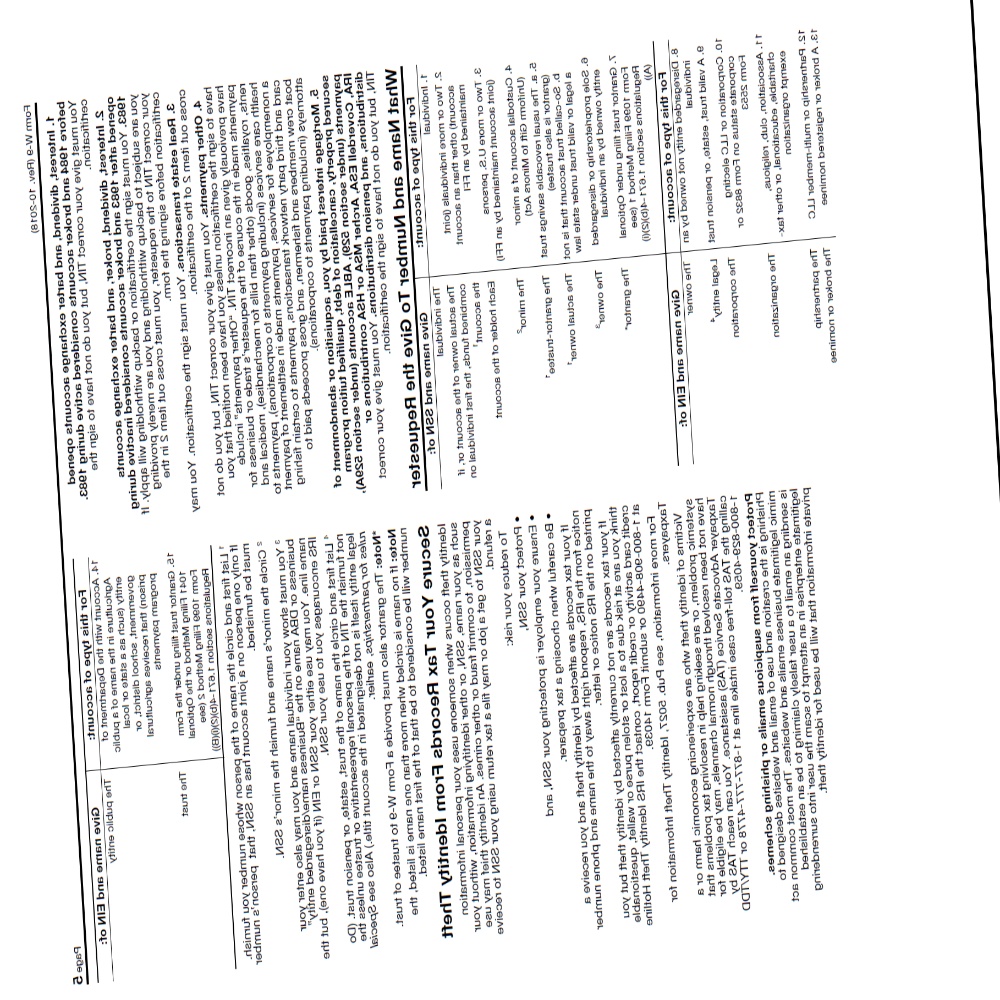 Form W-9 (Rev. 10-2018)
Page 5
1. Interest, dividend, and barter exchange accounts opened
before 1984 and broker accounts considered active during 1983.
You must give your correct TIN, but you do not have to sign the
certification.
2. Interest, dividend, broker, and barter exchange accounts
opened after 1983 and broker accounts considered inactive during
1983. You must sign the certification or backup withholding will apply. If
you are subject to backup withholding and you are merely providing
your correct TIN to the requester, you must cross out item 2 in the
certification before signing the form.
3. Real estate transactions. You must sign the certification. You may
cross out item 2 of the certification.
4. Other payments. You must give your correct TIN, but you do not
have to sign the certification unless you have been notified that you
have previously given an incorrect TIN. "Other payments" include
payments made in the course of the requester's trade or business for
rents, royalties, goods (other than bills for merchandise), medical and
health care services (including payments to corporations), payments to
a nonemployee for services, payments made in settlement of payment
card and third party network transactions, payments to certain fishing
boat crew members and fishermen, and gross proceeds paid to
attorneys (including payments to corporations).
5. Mortgage interest paid by you, acquisition or abandonment of
secured property, cancellation of debt, qualified tuition program
payments (under section 529), ABLE accounts (under section 529A),
IRA, Coverdell ESA, Archer MSA or HSA contributions or
distributions, and pension distributions. You must give your correct
TIN, but you do not have to sign the certification.
What Name and Number To Give the Requester
For this type of account:
Give name and SSN of:
1. Individual
The individual
2. Two or more individuals (joint
account) other than an account
maintained by an FFI
The actual owner of the account or, if
combined funds, the first individual on
the account1
3. Two or more U.S. persons
(joint account maintained by an FFI)
Each holder of the account
4. Custodial account of a minor
(Uniform Gift to Minors Act)
The minor2
5. a. The usual revocable savings trust
(grantor is also trustee)
The grantor-trustee1
b. So-called trust account that is not
a legal or valid trust under state law
The actual owner1
6. Sole proprietorship or disregarded
entity owned by an individual
The owner3
7. Grantor trust filing under Optional
Form 1099 Filing Method 1 (see
Regulations section 1.671-4(b)(2)(i)
(A))
The grantor*
For this type of account:
Give name and EIN of:
8. Disregarded entity not owned by an
individual
The owner
9. A valid trust, estate, or pension trust
Legal entity4
10. Corporation or LLC electing
corporate status on Form 8832 or
Form 2553
The corporation
11. Association, club, religious,
charitable, educational, or other tax-
exempt organization
The organization
12. Partnership or multi-member LLC
The partnership
13. A broker or registered nominee
The broker or nominee
For this type of account:
Give name and EIN of:
14. Account with the Department of
Agriculture in the name of a public
entity (such as a state or local
government, school district, or
prison) that receives agricultural
program payments
The public entity
15. Grantor trust filing under the Form
1041 Filing Method or the Optional
Form 1099 Filing Method 2 (see
Regulations section 1.671-4(b)(2)(i)(B))
The trust
1 List first and circle the name of the person whose number you furnish.
If only one person on a joint account has an SSN, that person's number
must be furnished.
2 Circle the minor's name and furnish the minor's SSN.
3 You must show your individual name and you may also enter your
business or DBA name on the "Business name/disregarded entity"
name line. You may use either your SSN or EIN (if you have one), but the
IRS encourages you to use your SSN.
4 List first and circle the name of the trust, estate, or pension trust. (Do
not furnish the TIN of the personal representative or trustee unless the
legal entity itself is not designated in the account title.) Also see Special
rules for partnerships, earlier.
*Note: The grantor also must provide a Form W-9 to trustee of trust.
Note: If no name is circled when more than one name is listed, the
number will be considered to be that of the first name listed.
Secure Your Tax Records From Identity Theft
Identity theft occurs when someone uses your personal information
such as your name, SSN, or other identifying information, without your
permission, to commit fraud or other crimes. An identity thief may use
your SSN to get a job or may file a tax return using your SSN to receive
a refund.
To reduce your risk:
• Protect your SSN,
• Ensure your employer is protecting your SSN, and
• Be careful when choosing a tax preparer.
If your tax records are affected by identity theft and you receive a
notice from the IRS, respond right away to the name and phone number
printed on the IRS notice or letter.
If your tax records are not currently affected by identity theft but you
think you are at risk due to a lost or stolen purse or wallet, questionable
credit card activity or credit report, contact the IRS Identity Theft Hotline
at 1-800-908-4490 or submit Form 14039.
For more information, see Pub. 5027, Identity Theft Information for
Taxpayers.
Victims of identity theft who are experiencing economic harm or a
systemic problem, or are seeking help in resolving tax problems that
have not been resolved through normal channels, may be eligible for
Taxpayer Advocate Service (TAS) assistance. You can reach TAS by
calling the TAS toll-free case intake line at 1-877-777-4778 or TTY/TDD
1-800-829-4059.
Protect yourself from suspicious emails or phishing schemes.
Phishing is the creation and use of email and websites designed to
mimic legitimate business emails and websites. The most common act
is sending an email to a user falsely claiming to be an established
legitimate enterprise in an attempt to scam the user into surrendering
private information that will be used for identity theft.